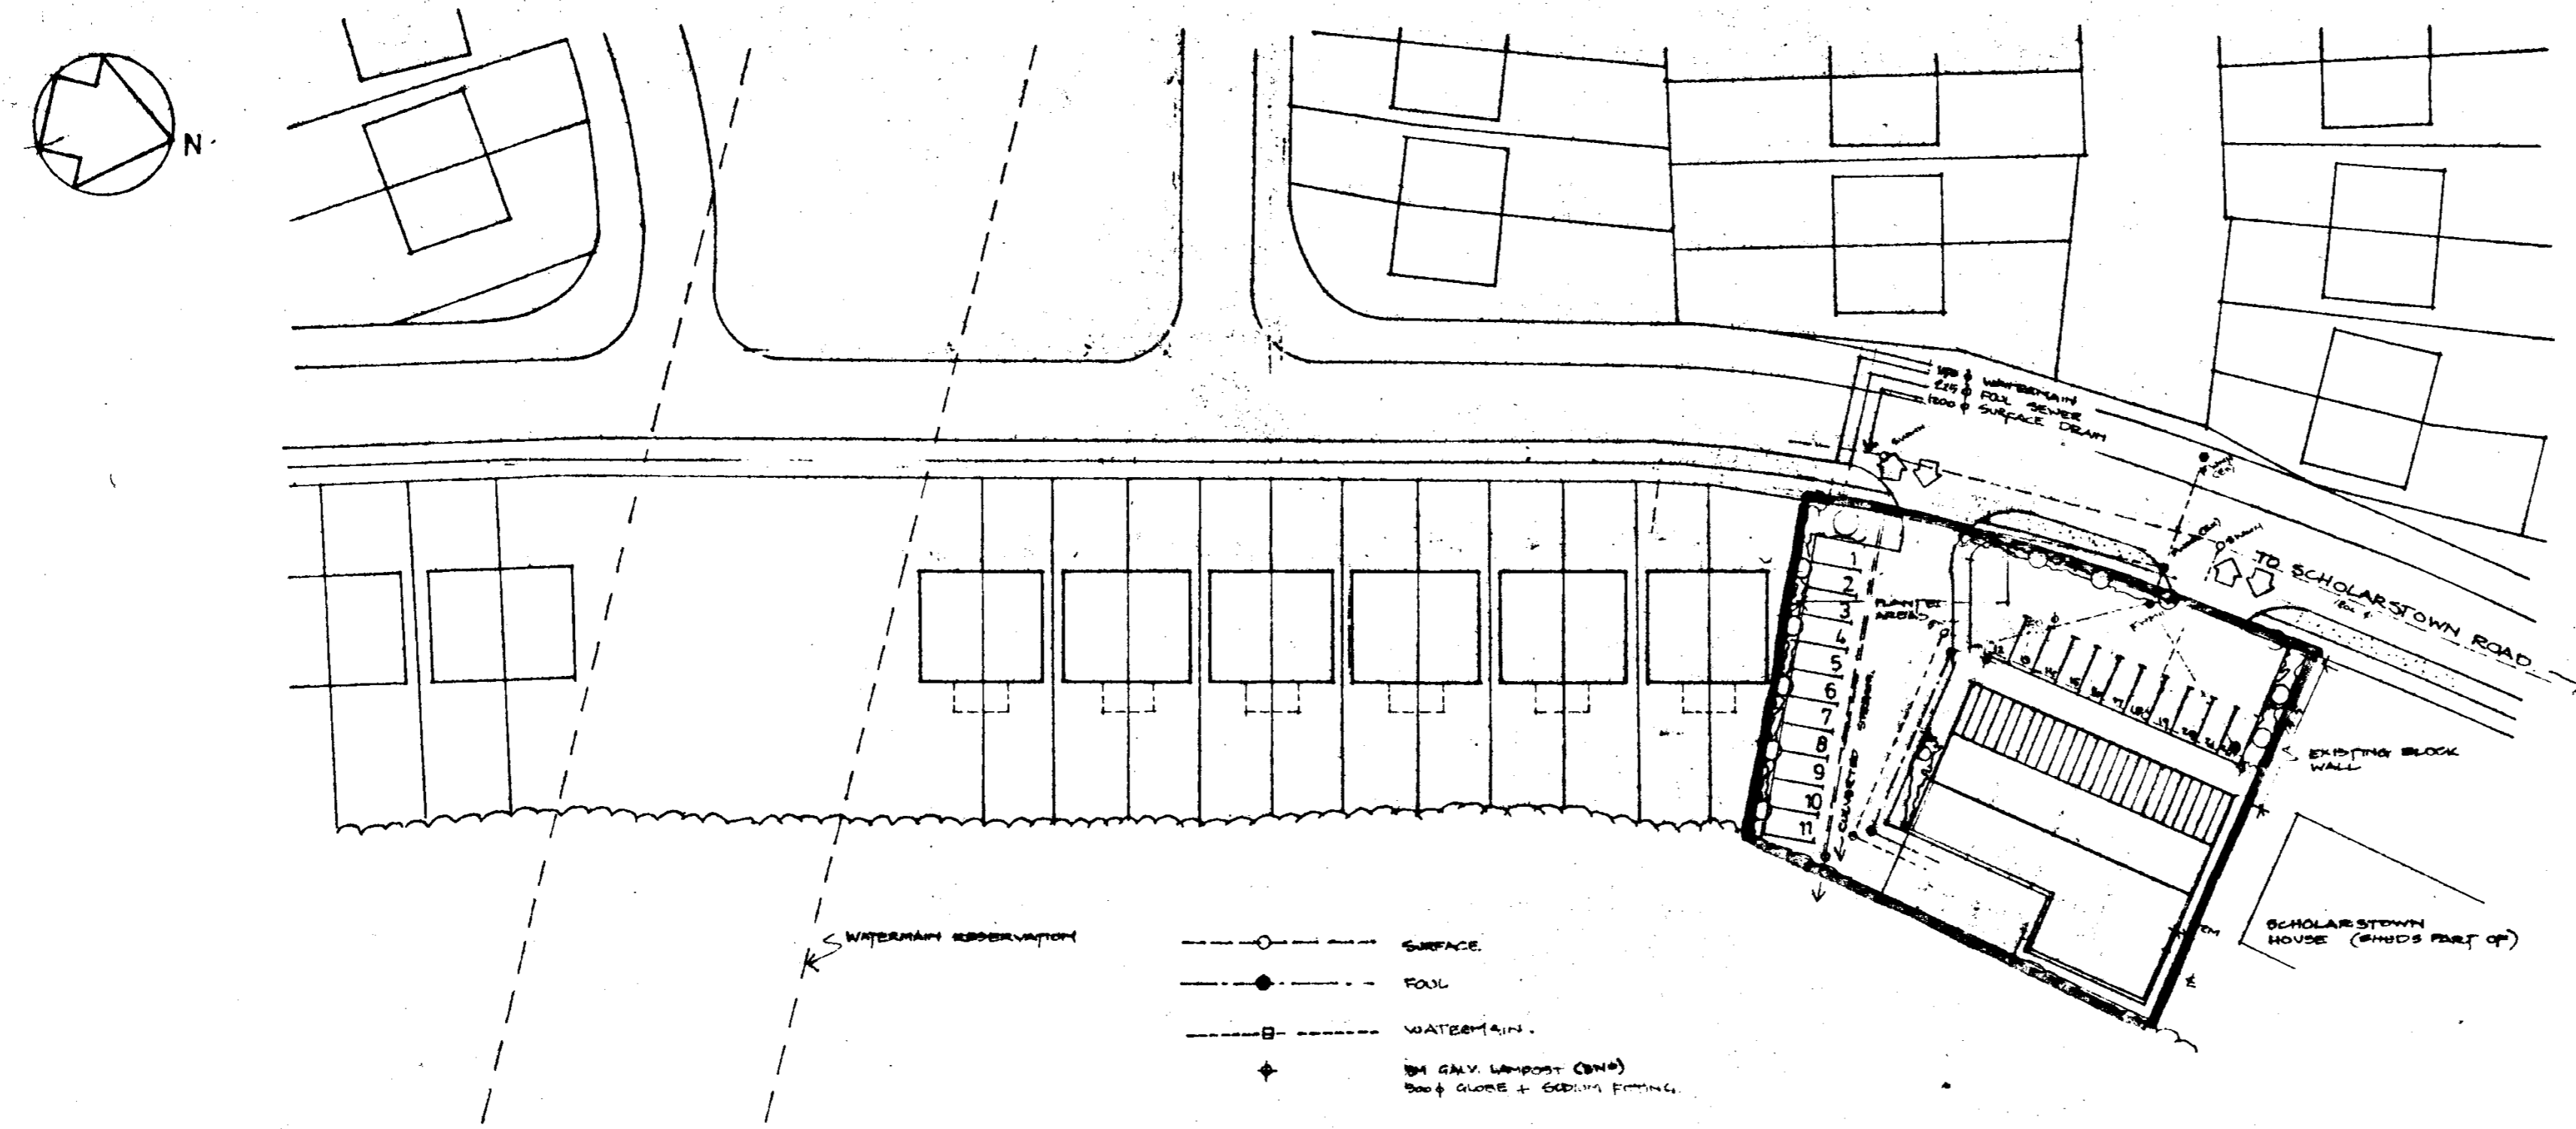 N.
WATERMAIN
225 φ FOUL SEWER
1200 φ SURFACE DRAIN
TO SCHOLARSTOWN ROAD
PLANTED
AREAS
1
2
3
4
5
6
7
8
9
10
11
CULVERTED STREAM
EXISTING BLOCK
WALL
SCHOLARSTOWN
HOUSE (SHEDS PART OF)
WATERMAIN RESERVATION
SURFACE.
FOUL
WATERMAIN.
GALV. LAMPOST
GLOBE + SODIUM FITTING.